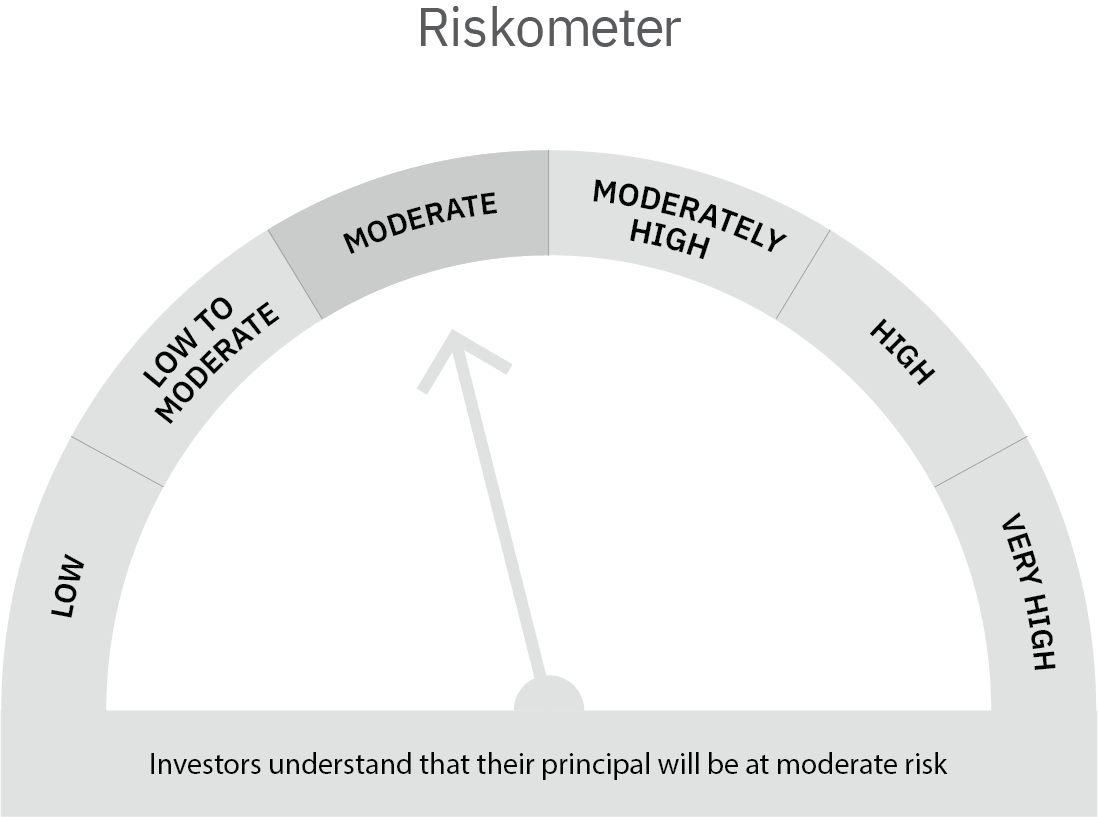 Riskometer
LOW
LOW TO
MODERATE
MODERATE
MODERATELY
HIGH
HIGH
VERY HIGH
Investors understand that their principal will be at moderate risk